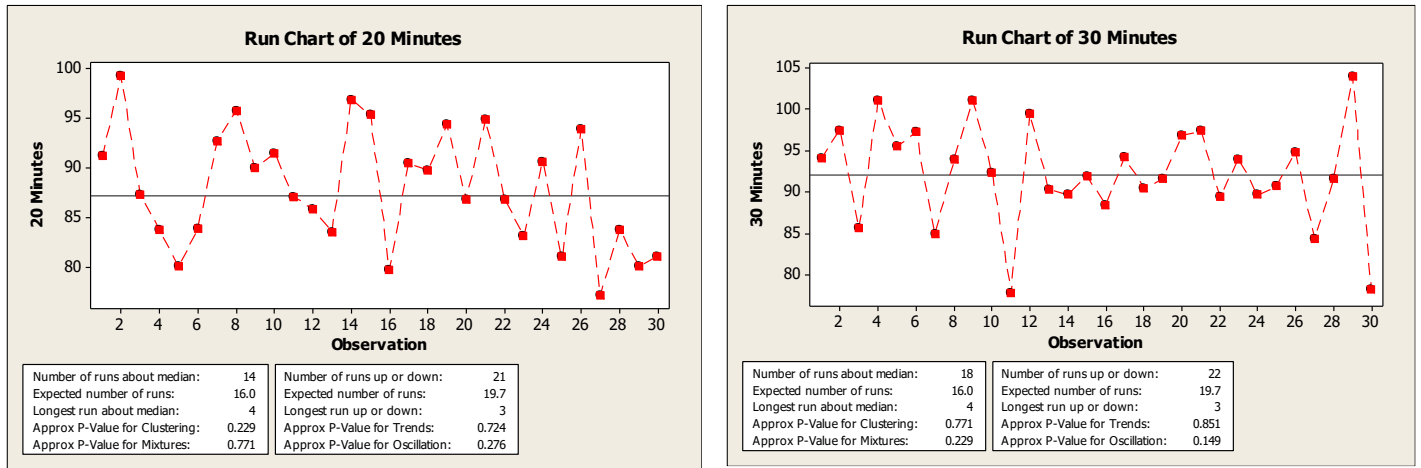 Run Chart of 20 Minutes
100
95
90
85
80
20 Minutes
2 4 6 8 10 12 14 16 18 20 22 24 26 28 30
Observation
Number of runs about median: 14
Expected number of runs: 16.0
Longest run about median: 4
Approx P-Value for Clustering: 0.229
Approx P-Value for Mixtures: 0.771
Number of runs up or down: 21
Expected number of runs: 19.7
Longest run up or down: 3
Approx P-Value for Trends: 0.724
Approx P-Value for Oscillation: 0.276
Run Chart of 30 Minutes
105
100
95
90
85
80
30 Minutes
2 4 6 8 10 12 14 16 18 20 22 24 26 28 30
Observation
Number of runs about median: 18
Expected number of runs: 16.0
Longest run about median: 4
Approx P-Value for Clustering: 0.771
Approx P-Value for Mixtures: 0.229
Number of runs up or down: 22
Expected number of runs: 19.7
Longest run up or down: 3
Approx P-Value for Trends: 0.851
Approx P-Value for Oscillation: 0.149